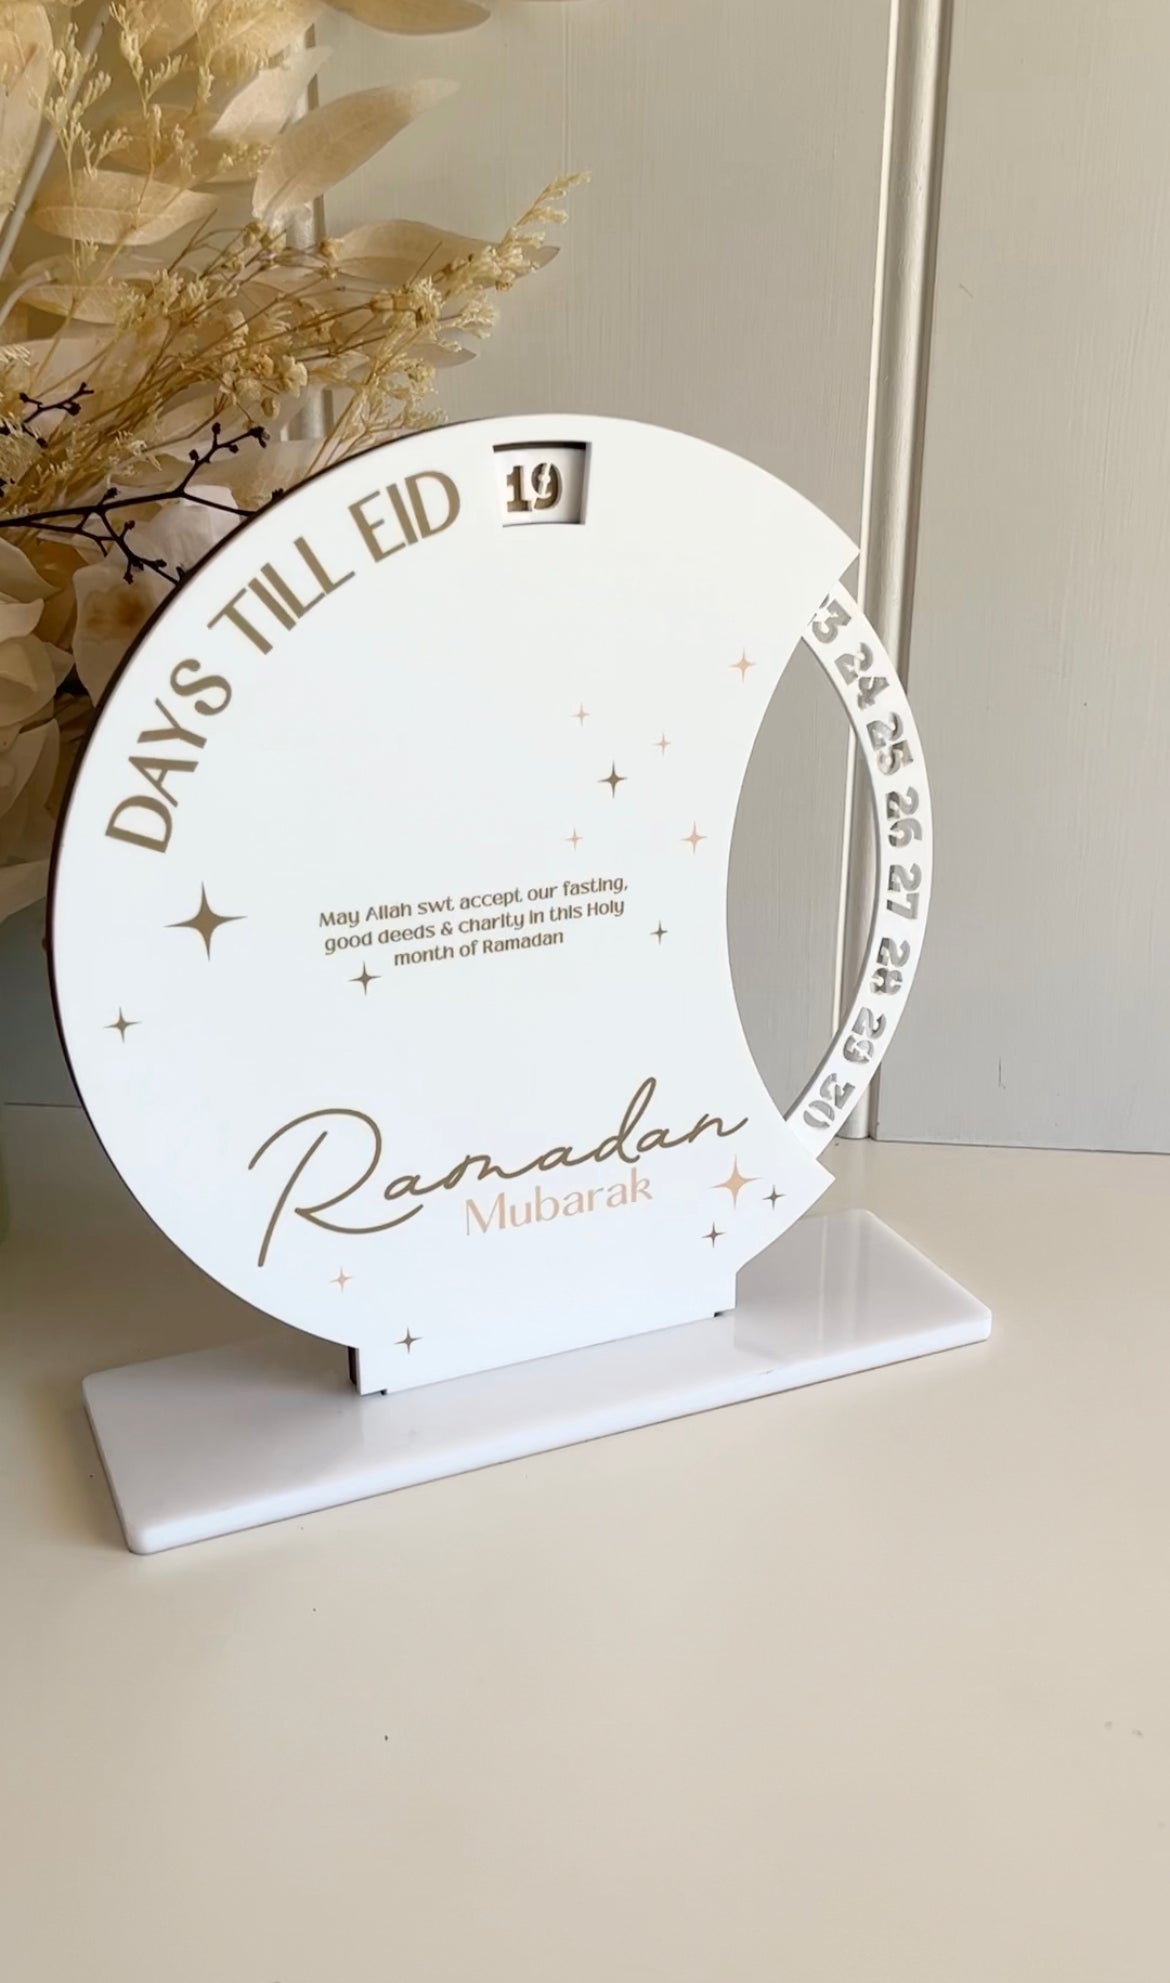 DAYS TILL EID
19
24
25
26
27
28
29
30
May Allah swt accept our fasting,
good deeds & charity in this Holy
month of Ramadan
Ramadan
Mubarak